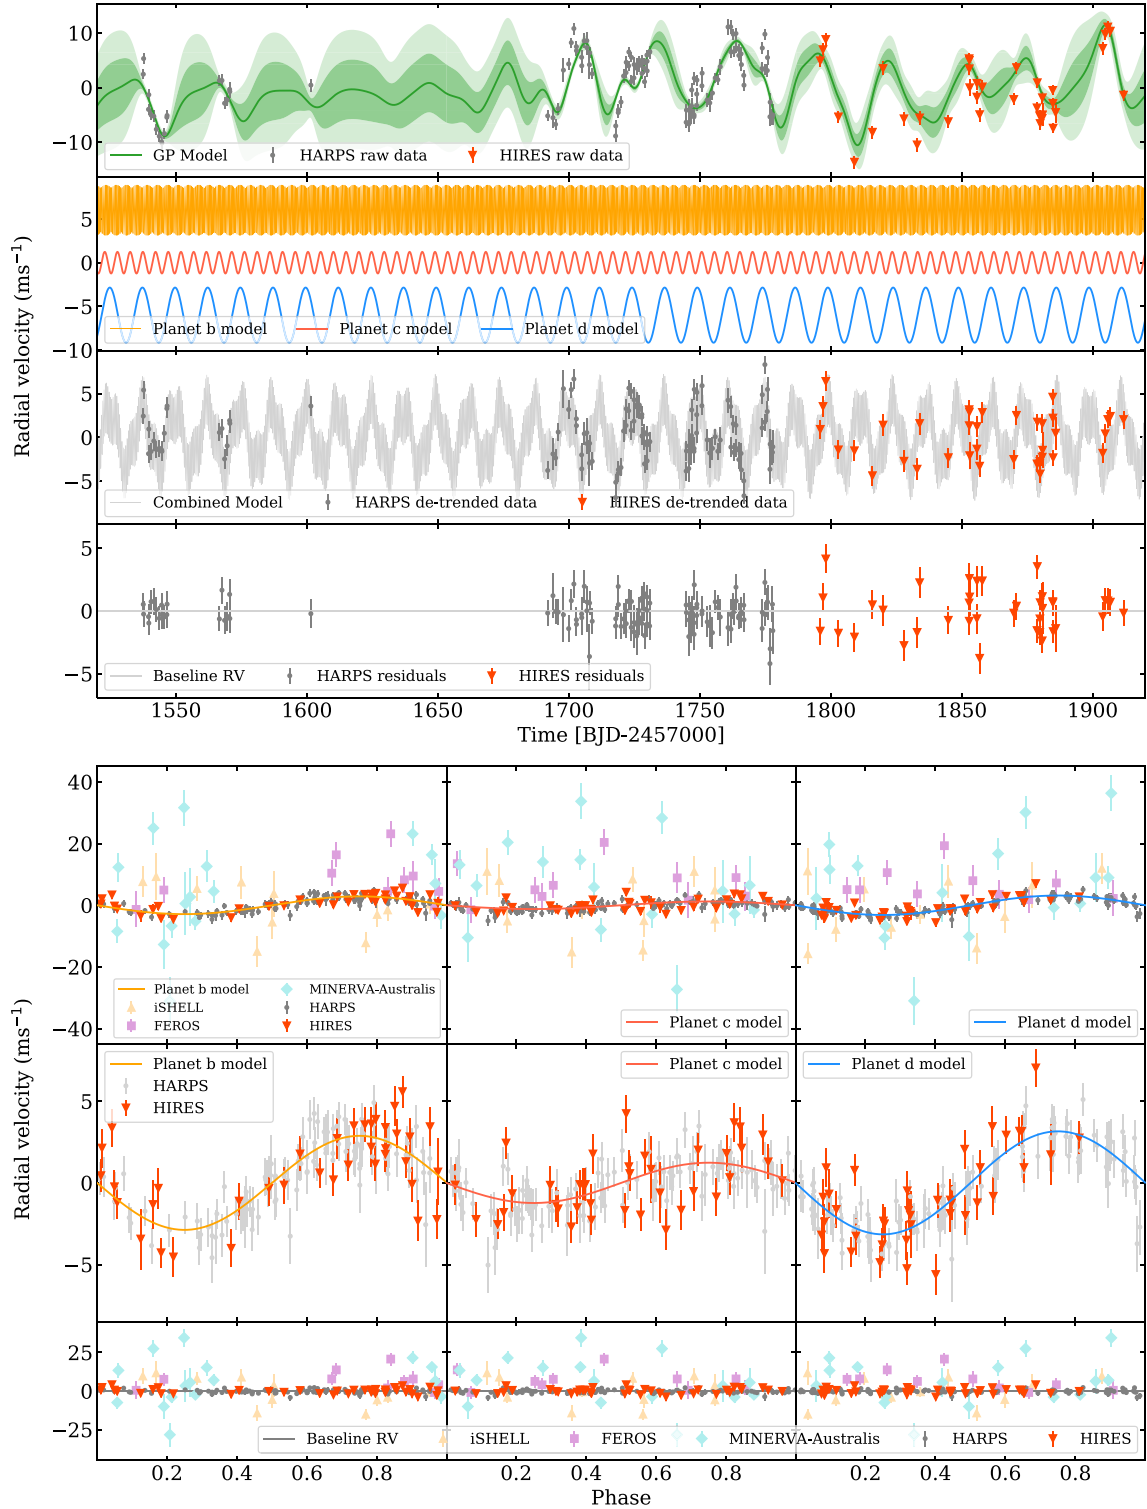 10
0
−10
GP Model
HARPS raw data
HIRES raw data
5
0
−5
−10
Planet b model
Planet c model
Planet d model
Radial velocity (ms−1)
5
0
−5
Combined Model
HARPS de-trended data
HIRES de-trended data
5
0
−5
Baseline RV
HARPS residuals
HIRES residuals
1550 1600 1650 1700 1750 1800 1850 1900
Time [BJD-2457000]
40
20
0
−20
−40
Planet b model
iSHELL
FEROS
MINERVA-Australis
HARPS
HIRES
Planet c model
Planet d model
Radial velocity (ms−1)
5
0
−5
Planet b model
HARPS
HIRES
Planet c model
Planet d model
25
0
−25
Baseline RV
iSHELL
FEROS
MINERVA-Australis
HARPS
HIRES
0.2 0.4 0.6 0.8 0.2 0.4 0.6 0.8 0.2 0.4 0.6 0.8
Phase